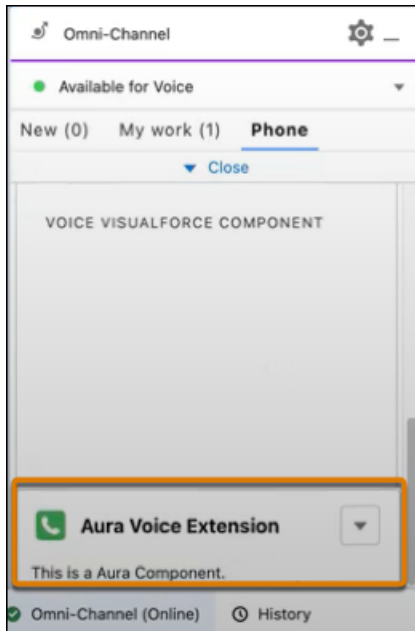 Omni-Channel
Available for Voice
New (0) My work (1) Phone
Close
VOICE VISUALFORCE COMPONENT
Aura Voice Extension
This is a Aura Component.
Omni-Channel (Online) History